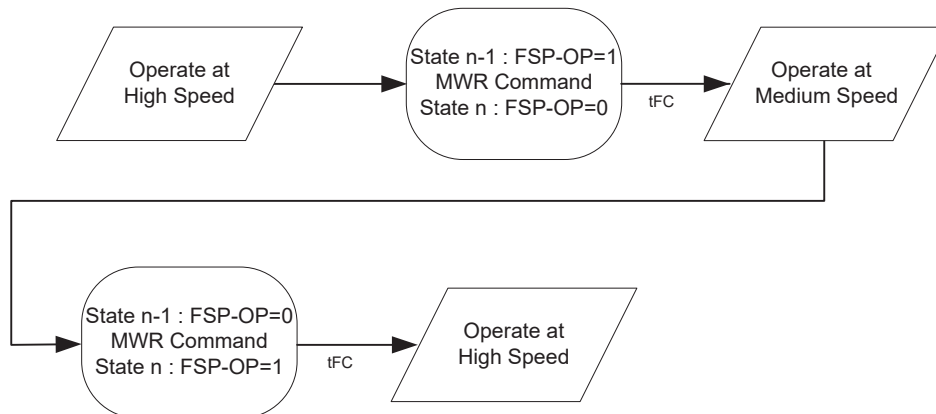 Operate at
High Speed
State n-1 : FSP-OP=1
MWR Command
State n : FSP-OP=0
tFC
Operate at
Medium Speed
State n-1 : FSP-OP=0
MWR Command
State n : FSP-OP=1
tFC
Operate at
High Speed